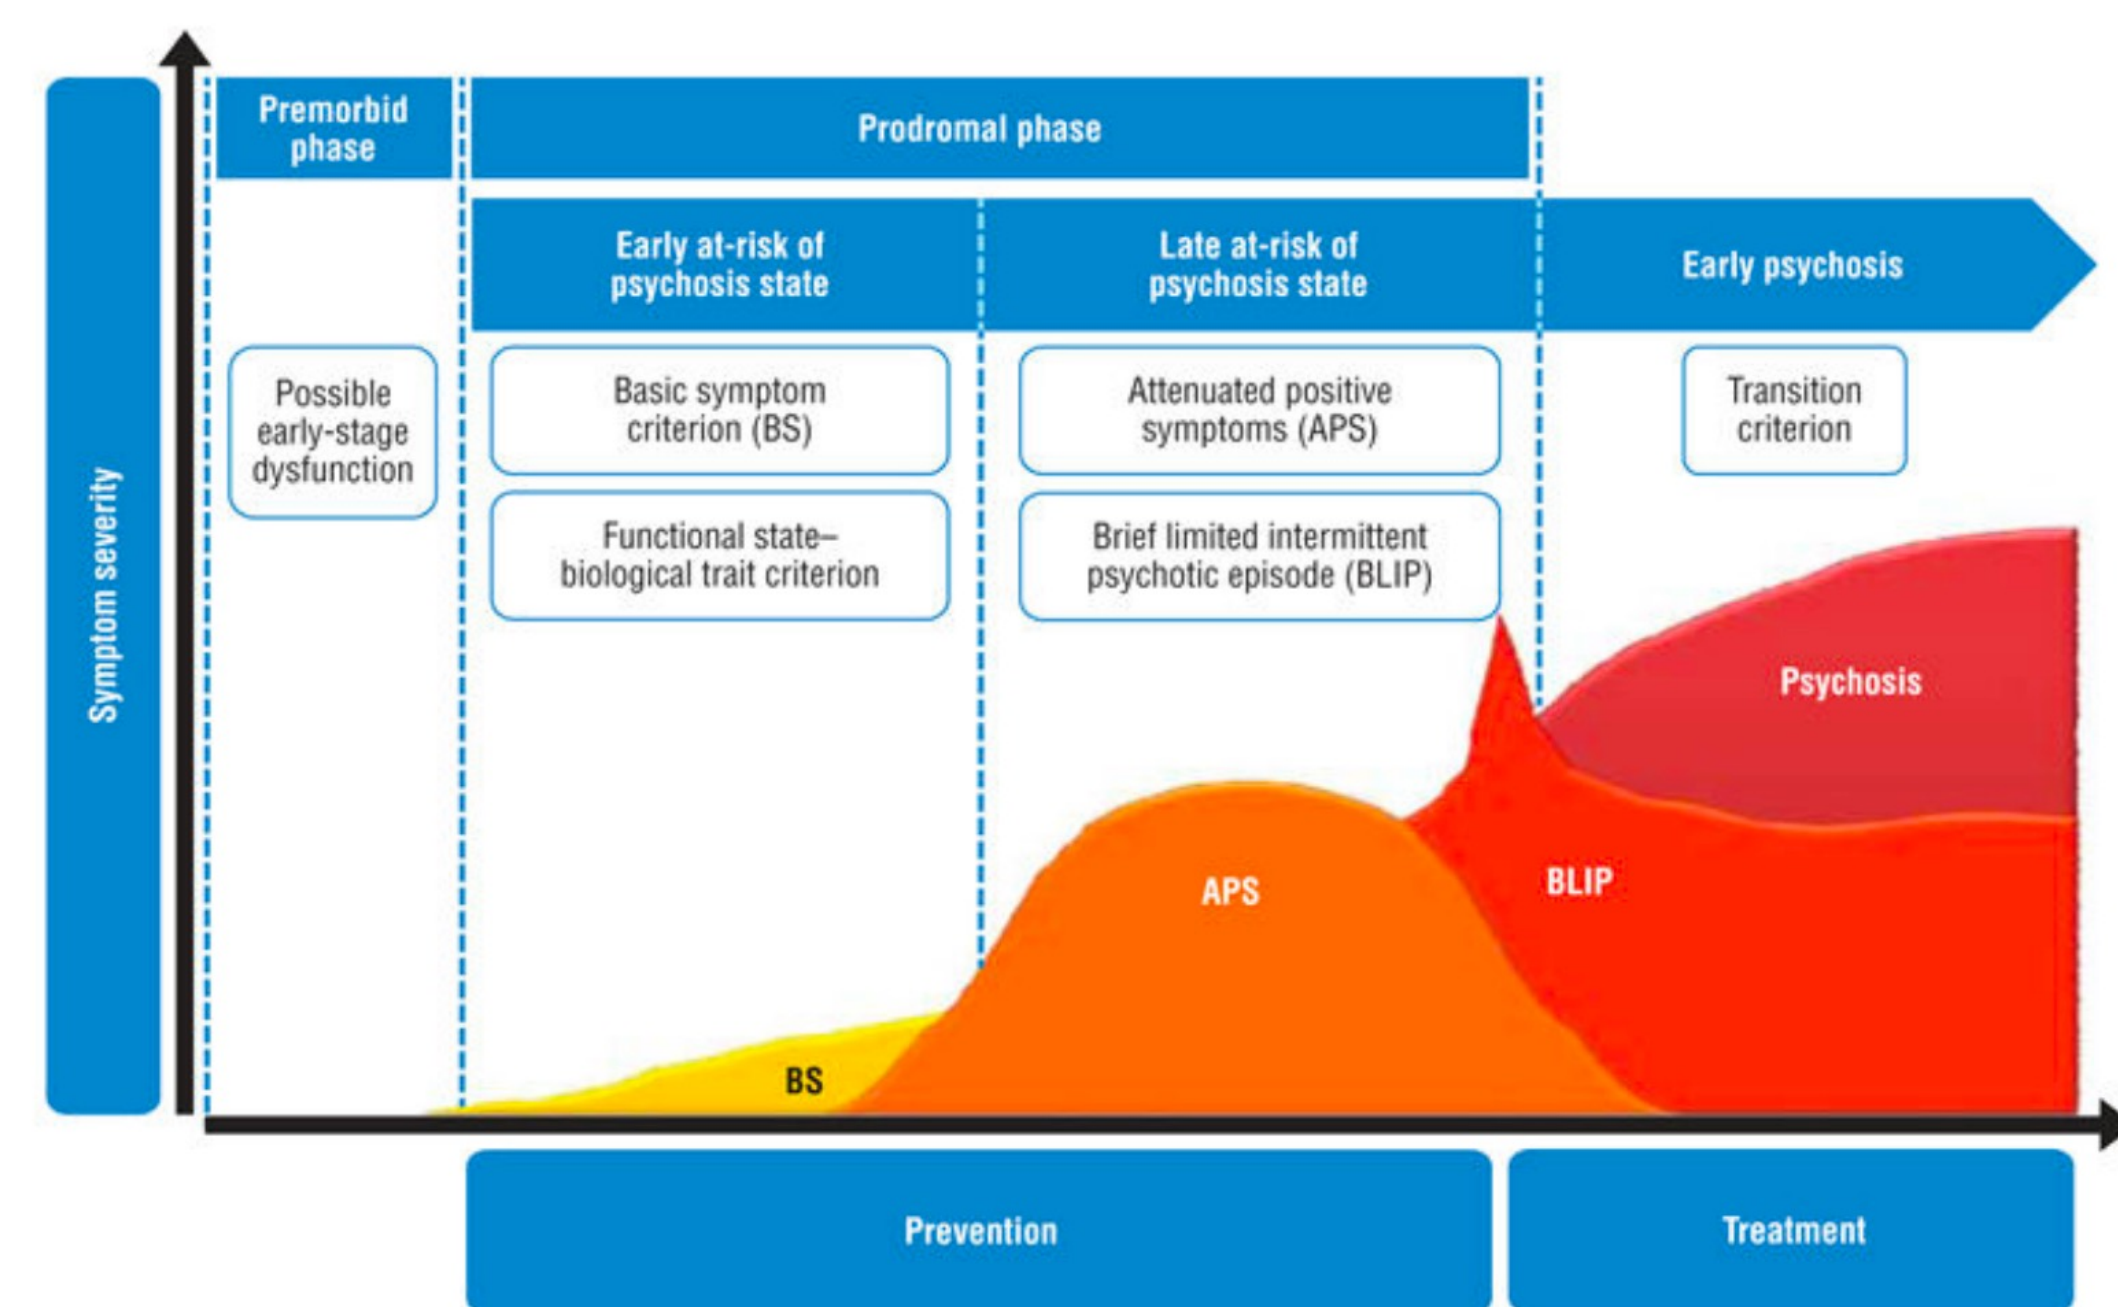 Premorbid
phase
Prodromal phase
Early at-risk of
psychosis state
Late at-risk of
psychosis state
Early psychosis
Possible
early-stage
dysfunction
Basic symptom
criterion (BS)
Attenuated positive
symptoms (APS)
Transition
criterion
Functional state–
biological trait criterion
Brief limited intermittent
psychotic episode (BLIP)
Symptom severity
Psychosis
APS
BLIP
BS
Prevention
Treatment